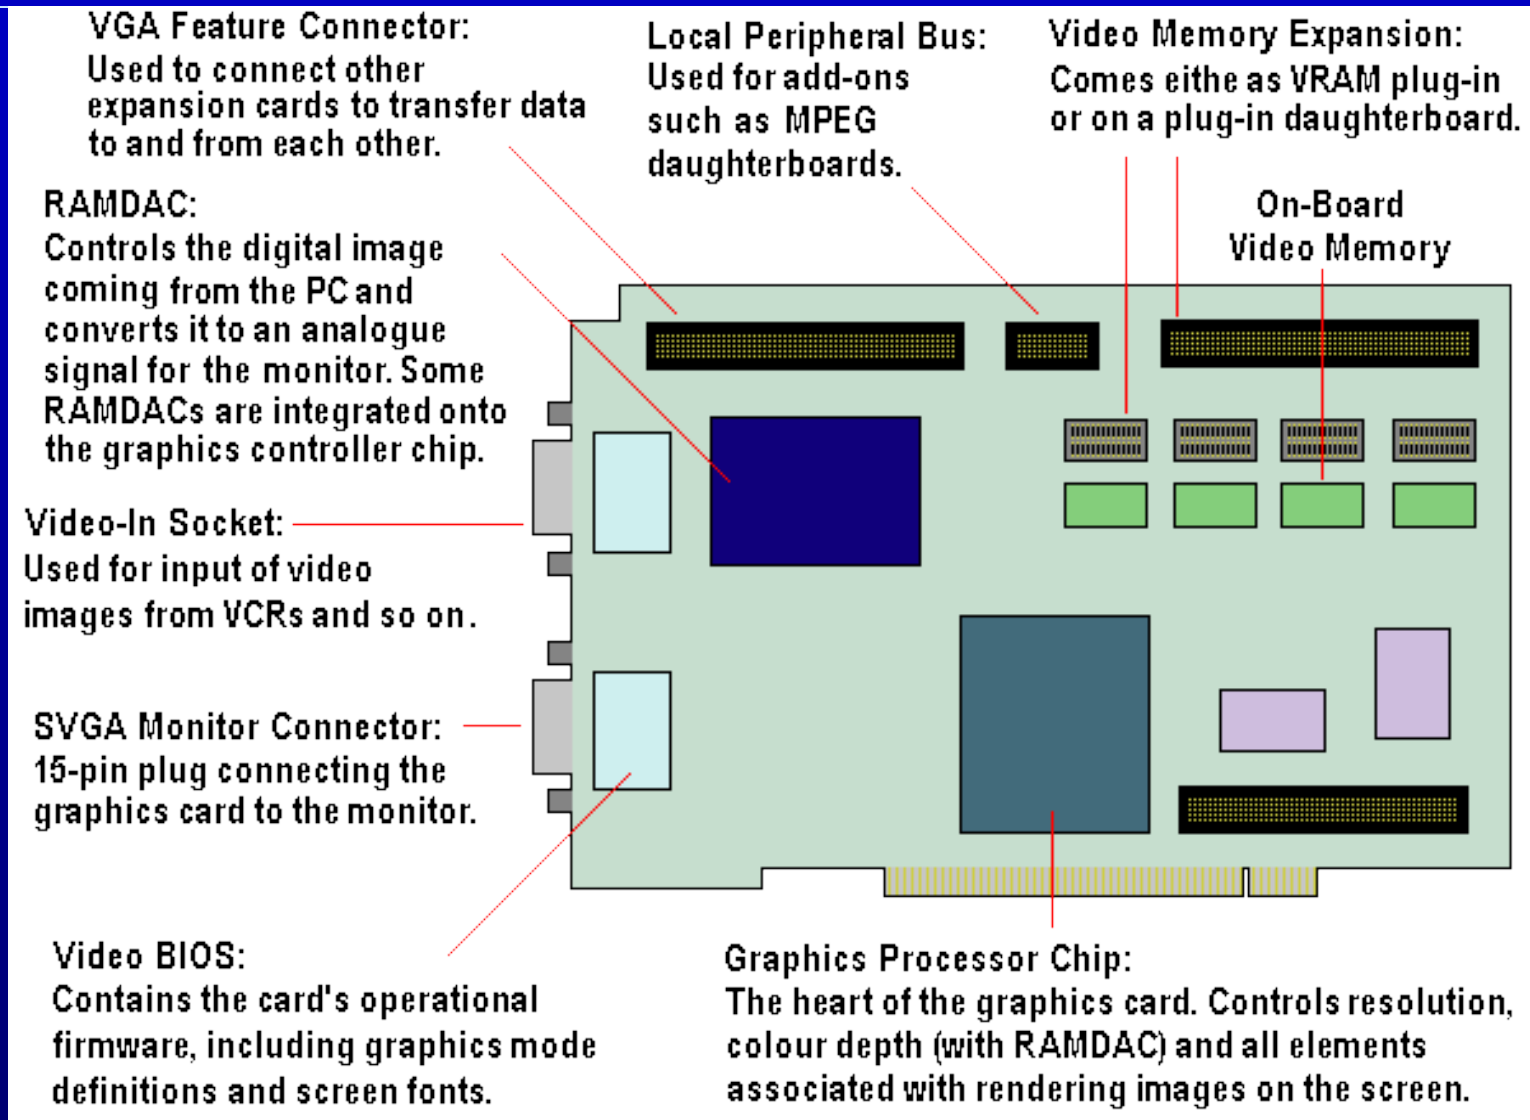 VGA Feature Connector:
Used to connect other
expansion cards to transfer data
to and from each other.
Local Peripheral Bus:
Used for add-ons
such as MPEG
daughterboards.
Video Memory Expansion:
Comes eithe as VRAM plug-in
or on a plug-in daughterboard.
On-Board
Video Memory
RAMDAC:
Controls the digital image
coming from the PC and
converts it to an analogue
signal for the monitor. Some
RAMDACs are integrated onto
the graphics controller chip.
Video-In Socket:
Used for input of video
images from VCRs and so on.
SVGA Monitor Connector:
15-pin plug connecting the
graphics card to the monitor.
Video BIOS:
Contains the card's operational
firmware, including graphics mode
definitions and screen fonts.
Graphics Processor Chip:
The heart of the graphics card. Controls resolution,
colour depth (with RAMDAC) and all elements
associated with rendering images on the screen.